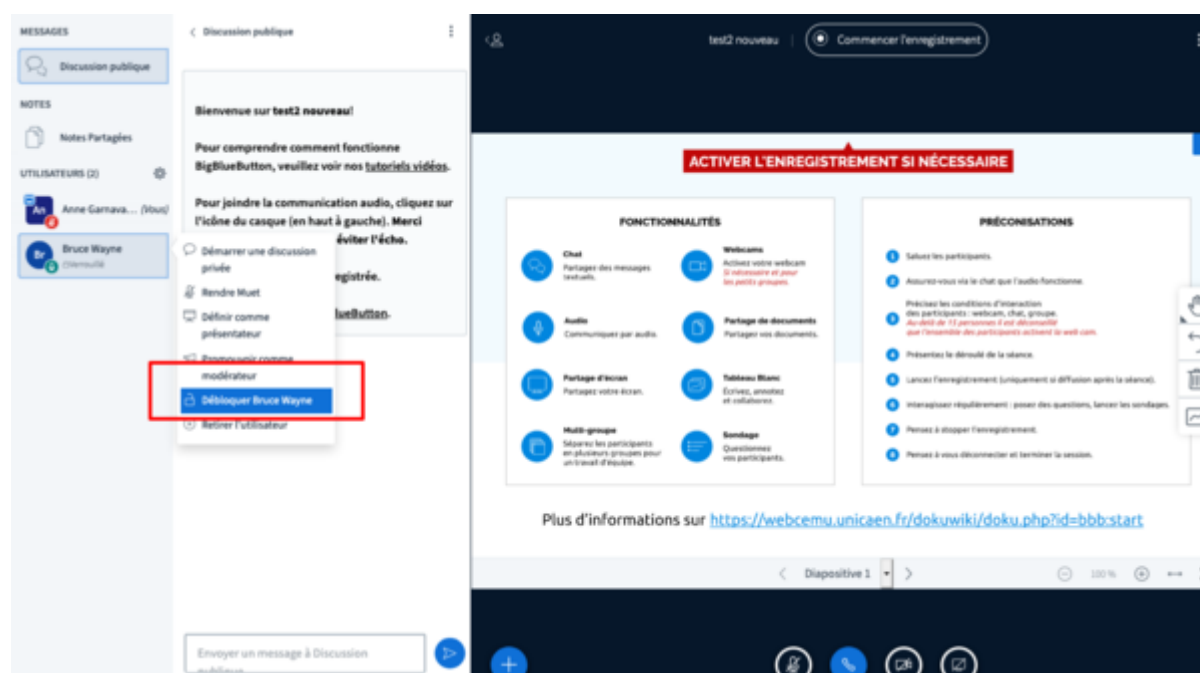 MESSAGES
Discussion publique
NOTES
Notes Partagées
UTILISATEURS (2)
An
Anne Garnava... (Vous)
Br
Bruce Wayne
Verrouillé
Discussion publique
Bienvenue sur test2 nouveau!
Pour comprendre comment fonctionne
BigBlueButton, veuillez voir nos tutoriels vidéos.
Pour joindre la communication audio, cliquez sur
l'icône du casque (en haut à gauche). Merci
éviter l'écho.
egistrée.
lueButton.
Démarrer une discussion
privée
Rendre Muet
Définir comme
présentateur
Promouvoir comme
modérateur
Débloquer Bruce Wayne
Retirer l'utilisateur
Envoyer un message à Discussion
publique
test2 nouveau
Commencer l'enregistrement
ACTIVER L'ENREGISTREMENT SI NÉCESSAIRE
FONCTIONNALITÉS
Chat
Partagez des messages
textuels.
Webcams
Activez votre webcam
Si nécessaire et pour
les petits groupes.
Audio
Communiquez par audio.
Partage de documents
Partagez vos documents.
Partage d'écran
Partagez votre écran.
Tableau Blanc
Écrivez, annotez
et collaborez.
Multi-groupe
Séparez les participants
en plusieurs groupes pour
un travail d'équipe.
Sondage
Questionnez
vos participants.
PRÉCONISATIONS
1 Saluez les participants.
2 Assurez-vous via le chat que l'audio fonctionne.
3 Précisez les conditions d'interaction
des participants : webcam, chat, groupe.
Au-delà de 15 personnes il est déconseillé
que l'ensemble des participants activent la web cam.
4 Présentez le déroulé de la séance.
5 Lancez l'enregistrement (uniquement si diffusion après la séance).
6 Interagissez régulièrement : posez des questions, lancez les sondages.
7 Pensez à stopper l'enregistrement.
8 Pensez à vous déconnecter et terminer la session.
Plus d'informations sur https://webcemu.unicaen.fr/dokuwiki/doku.php?id=bbb:start
Diapositive 1
100 %